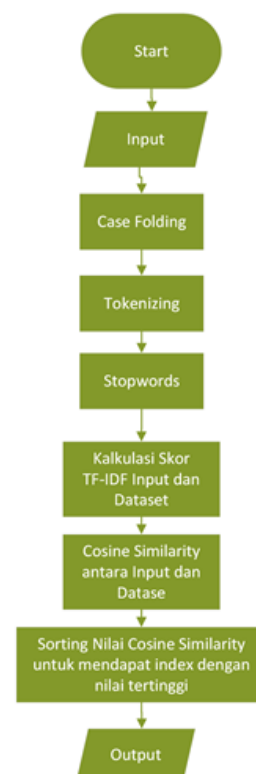 Start
Input
Case Folding
Tokenizing
Stopwords
Kalkulasi Skor
TF-IDF Input dan
Dataset
Cosine Similarity
antara Input dan
Datase
Sorting Nilai Cosine Similarity
untuk mendapat index dengan
nilai tertinggi
Output